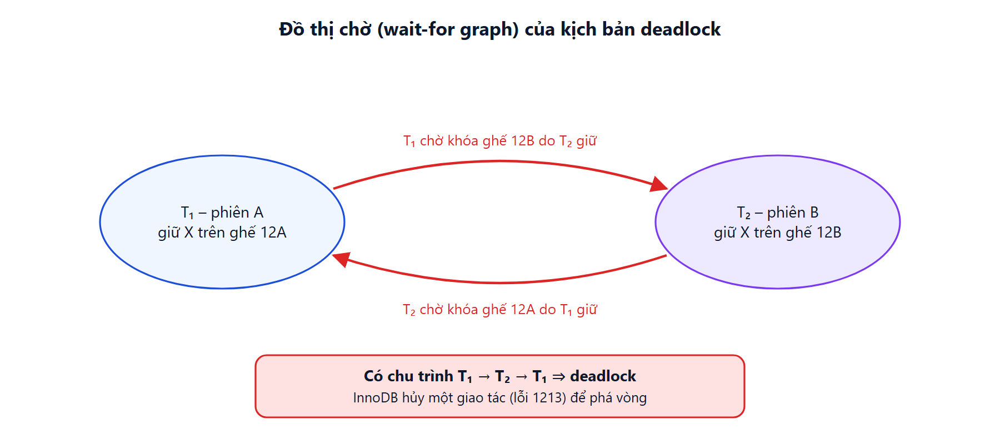 Đồ thị chờ (wait-for graph) của kịch bản deadlock
T₁ chờ khóa ghế 12B do T₂ giữ
T₁ – phiên A
giữ X trên ghế 12A
T₂ – phiên B
giữ X trên ghế 12B
T₂ chờ khóa ghế 12A do T₁ giữ
Có chu trình T₁ → T₂ → T₁ ⇒ deadlock
InnoDB hủy một giao tác (lỗi 1213) để phá vòng